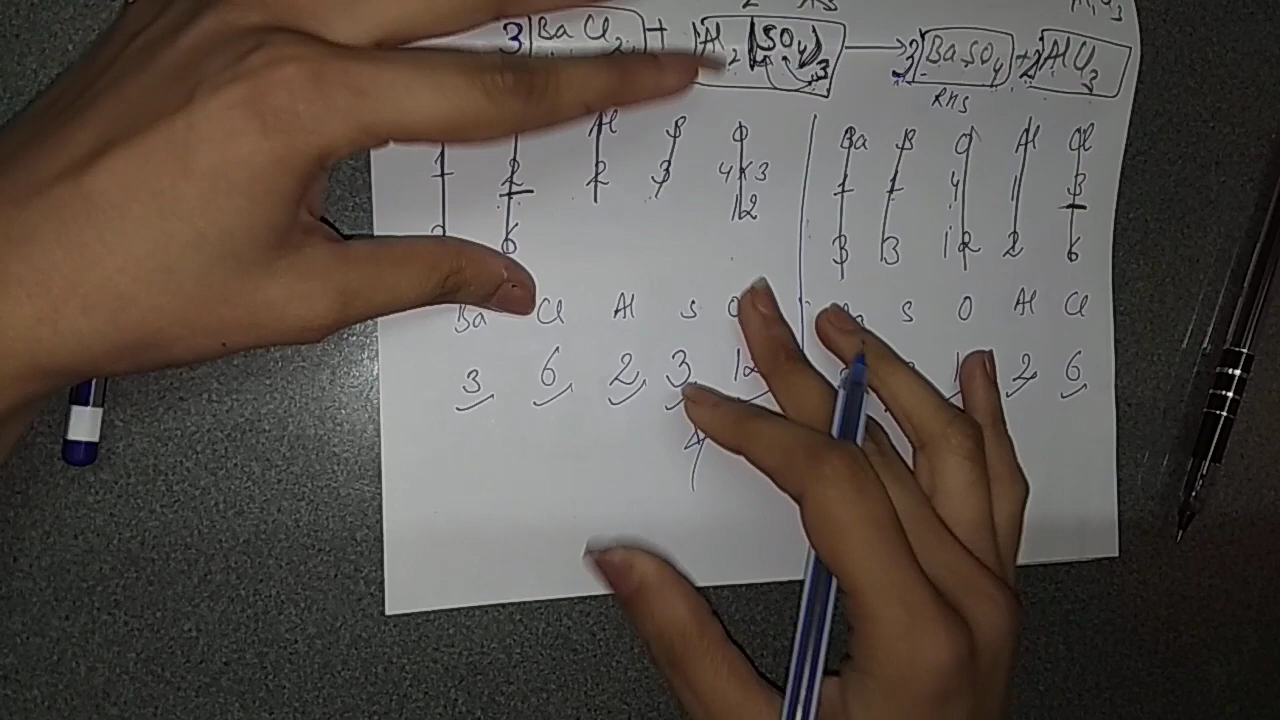 3 BaCl2 + Al2(SO4)3 → 3 BaSO4 + 2 AlCl3
RHS
Al S O Ba S O Al Cl
1 2 2 3 4×3 1 1 4 1 3
12
6 3 3 12 2 6
Ba Cl Al S O S O Al Cl
3 6 2 3 12 2 6